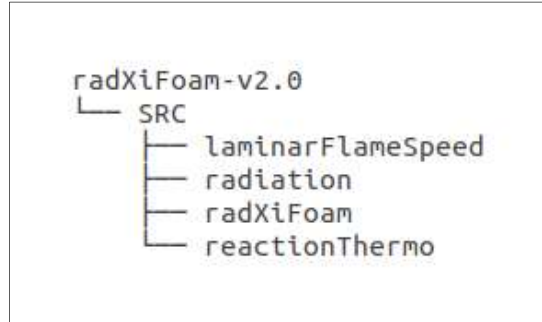 radXiFoam-v2.0
└── SRC
    ├── laminarFlameSpeed
    ├── radiation
    ├── radXiFoam
    └── reactionThermo